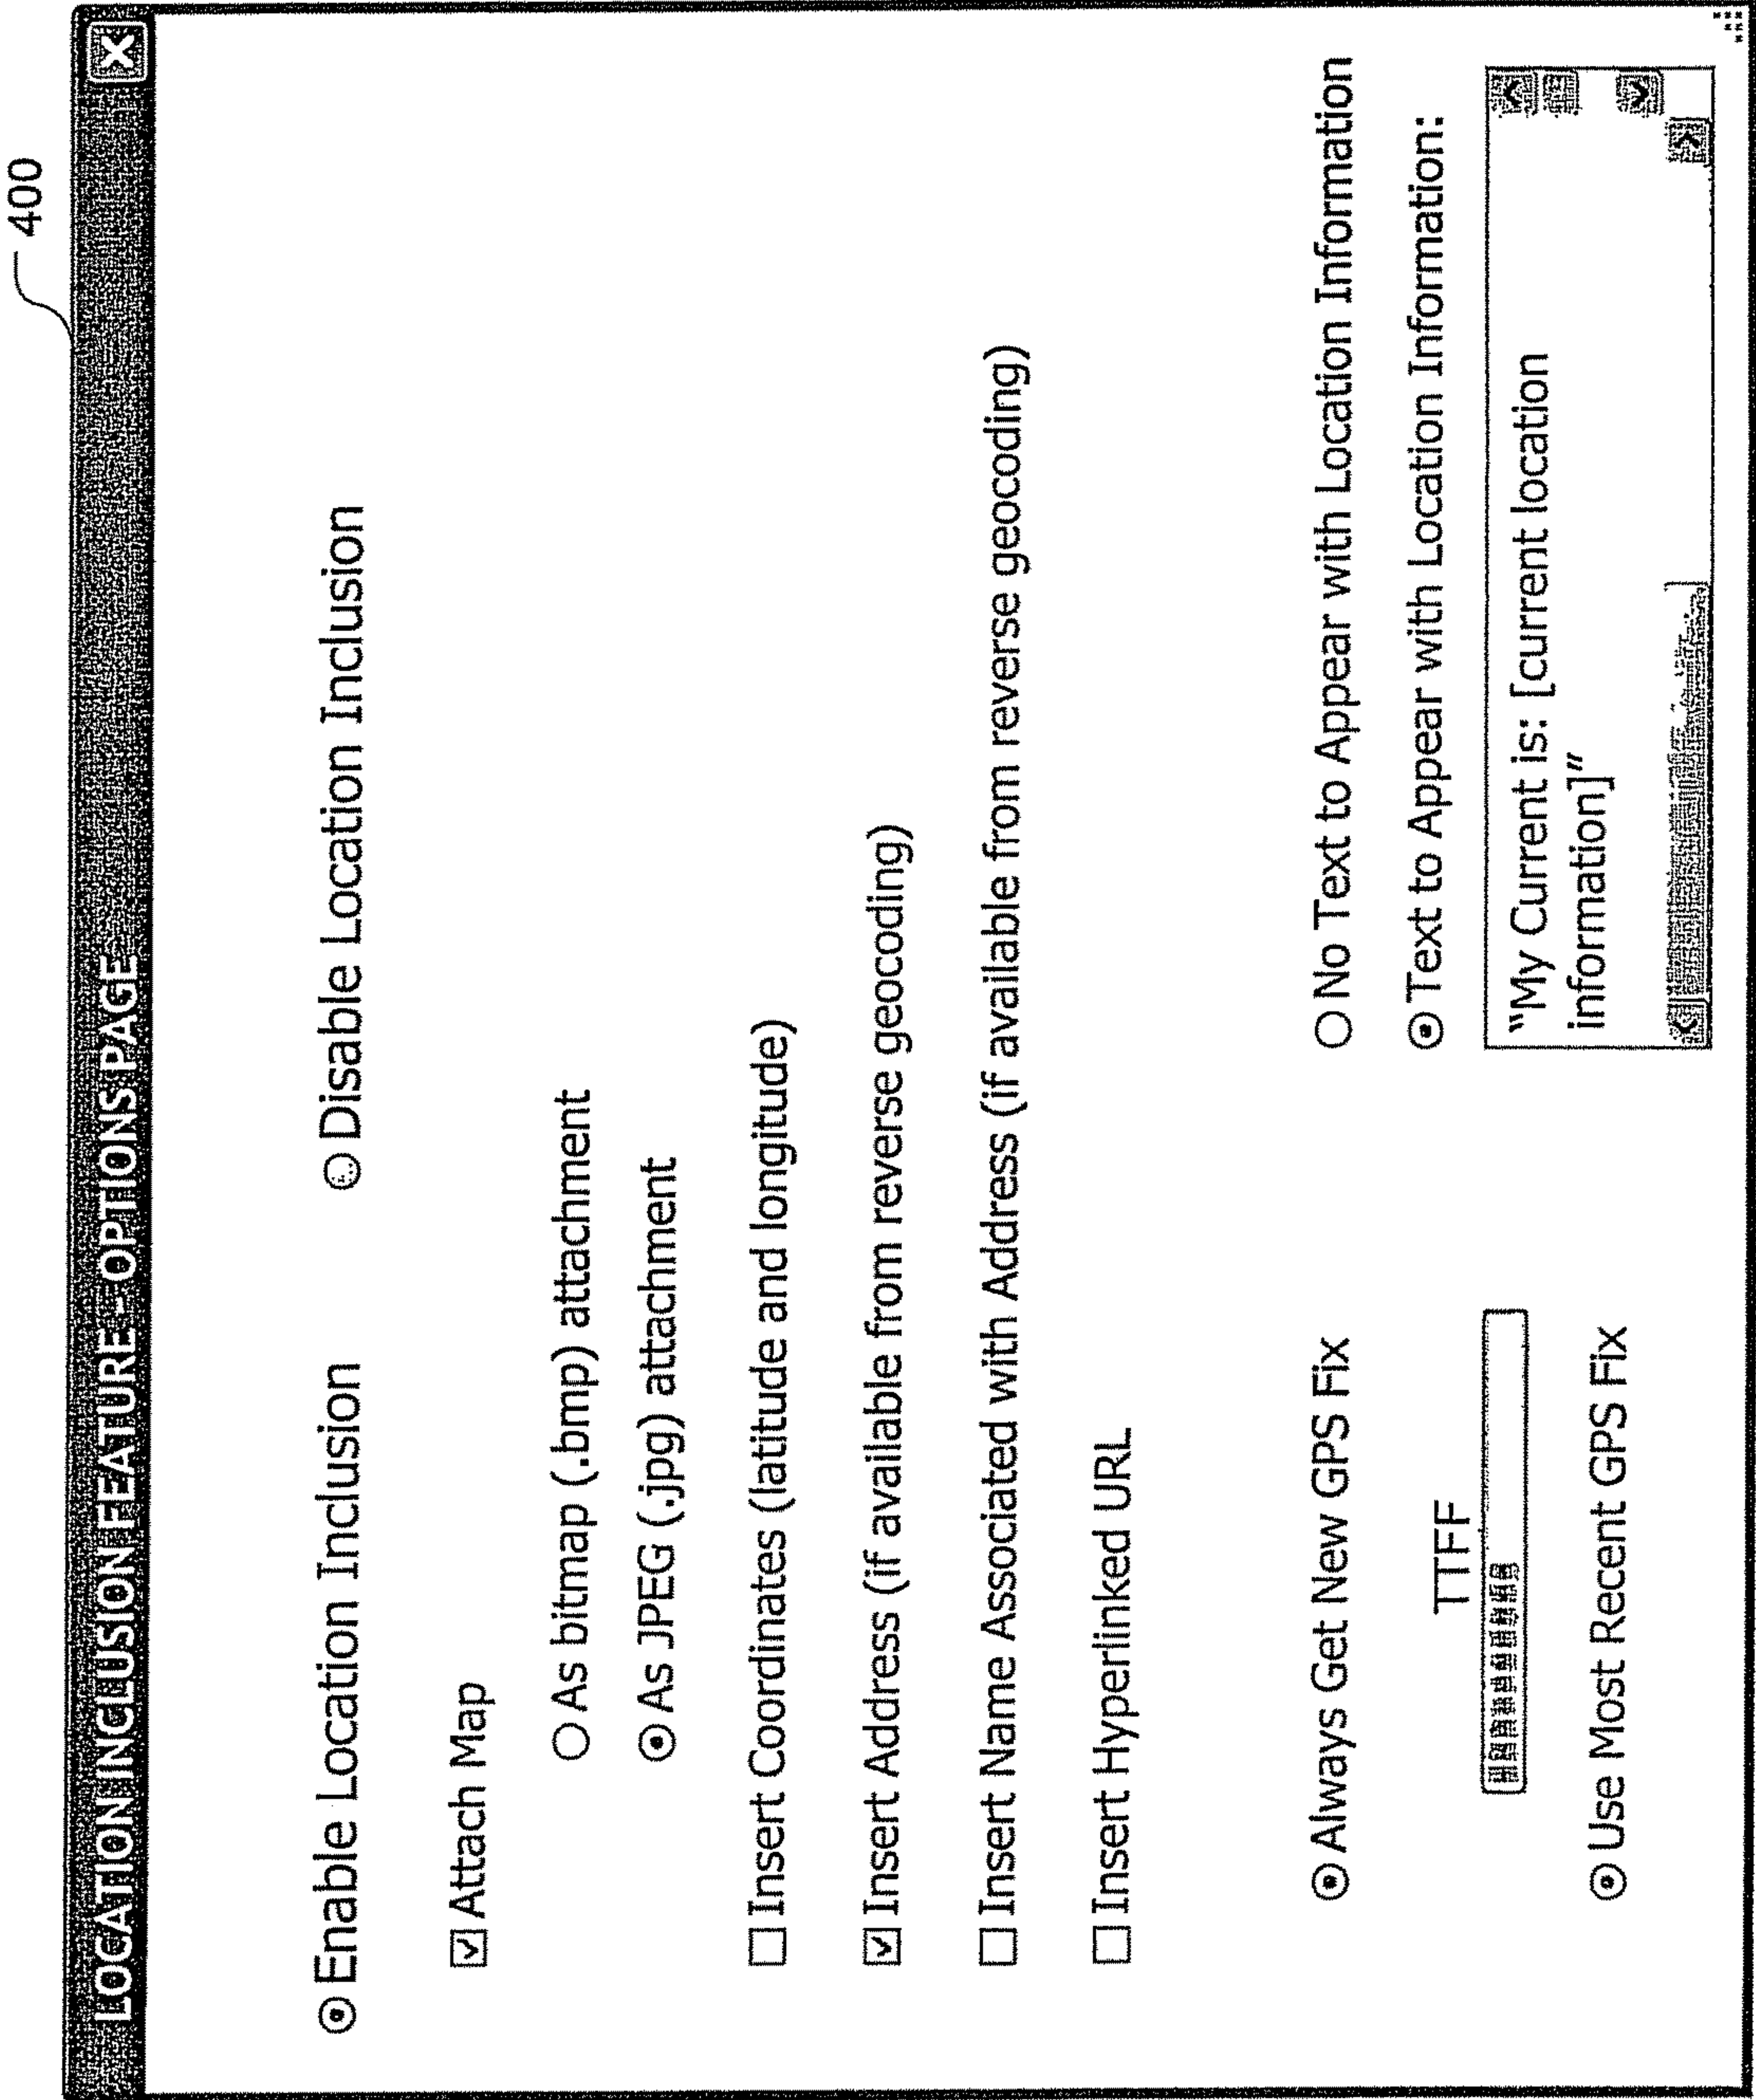 400
LOCATION INCLUSION FEATURE - OPTIONS PAGE
Enable Location Inclusion
Disable Location Inclusion
Attach Map
As bitmap (.bmp) attachment
As JPEG (.jpg) attachment
Insert Coordinates (latitude and longitude)
Insert Address (if available from reverse geocoding)
Insert Name Associated with Address (if available from reverse geocoding)
Insert Hyperlinked URL
Always Get New GPS Fix
TTFF
Use Most Recent GPS Fix
No Text to Appear with Location Information
Text to Appear with Location Information:
“My Current is: [current location
information]”